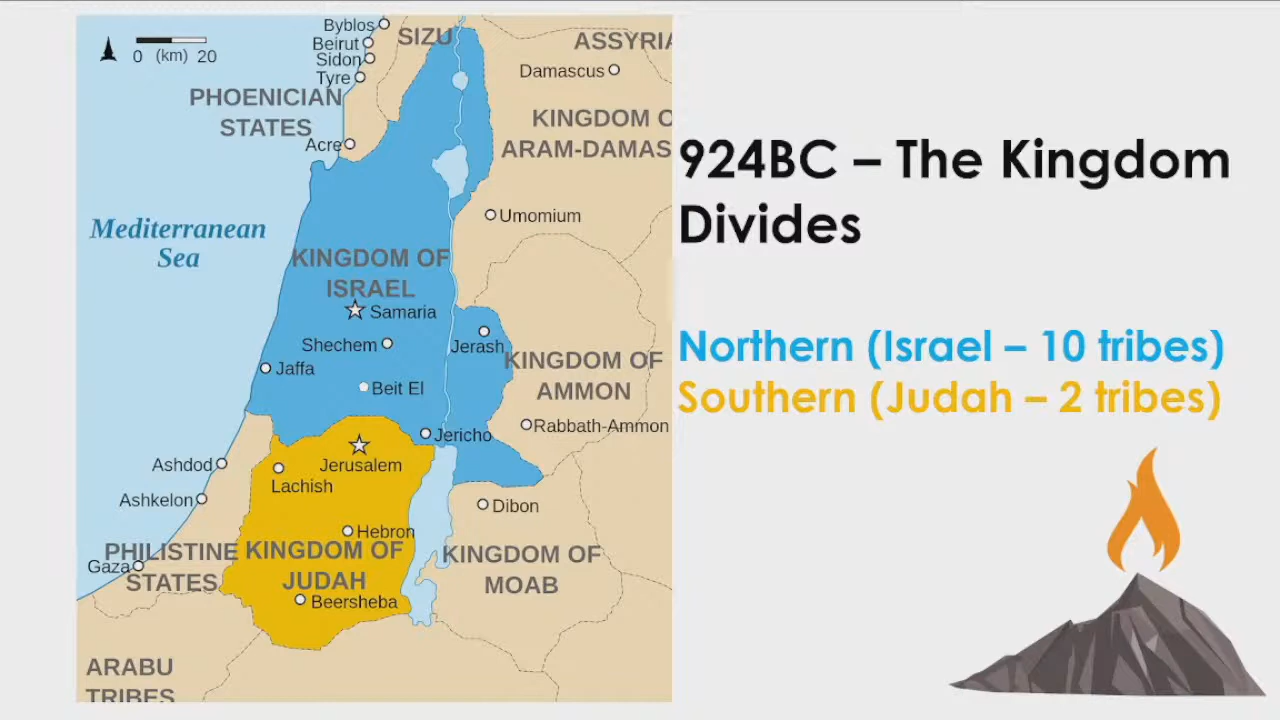 Byblos
SIZU
ASSYRIA
Beirut
0 (km) 20
Sidon
Damascus
Tyre
PHOENICIAN
STATES
KINGDOM O
ARAM-DAMAS
Acre
924BC – The Kingdom
Divides
Mediterranean
Sea
Umomium
KINGDOM OF
ISRAEL
Samaria
Shechem
Jerash
Northern (Israel – 10 tribes)
Southern (Judah – 2 tribes)
KINGDOM OF
AMMON
Jaffa
Beit El
Rabbath-Ammon
Jericho
Jerusalem
Ashdod
Lachish
Ashkelon
Dibon
Hebron
PHILISTINE
STATES
Gaza
KINGDOM OF
JUDAH
KINGDOM OF
MOAB
Beersheba
ARABU
TRIBES